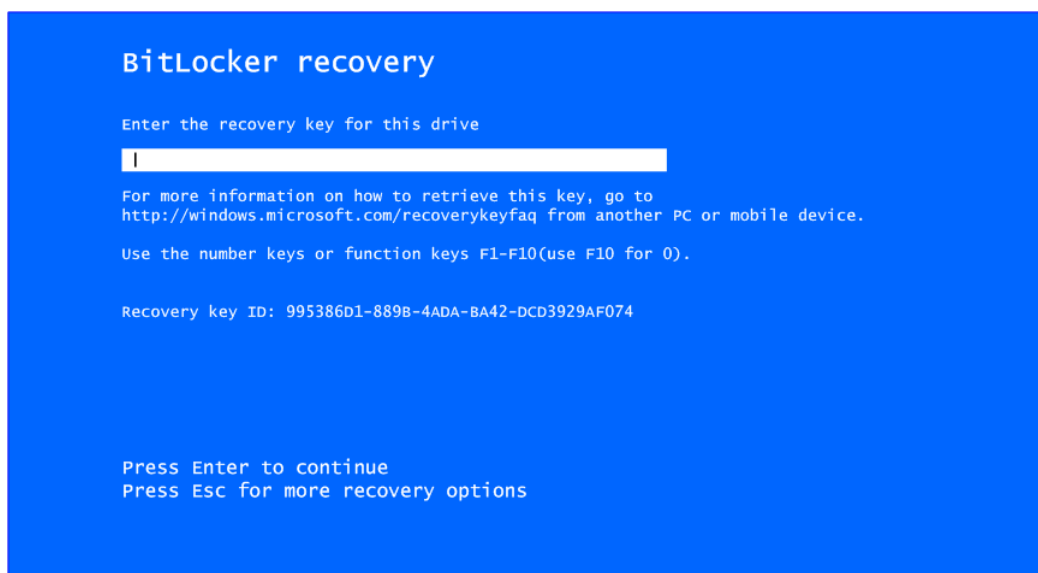 BitLocker recovery
Enter the recovery key for this drive
For more information on how to retrieve this key, go to
http://windows.microsoft.com/recoverykeyfaq from another PC or mobile device.
Use the number keys or function keys F1-F10(use F10 for 0).
Recovery key ID: 995386D1-889B-4ADA-BA42-DCD3929AF074
Press Enter to continue
Press Esc for more recovery options